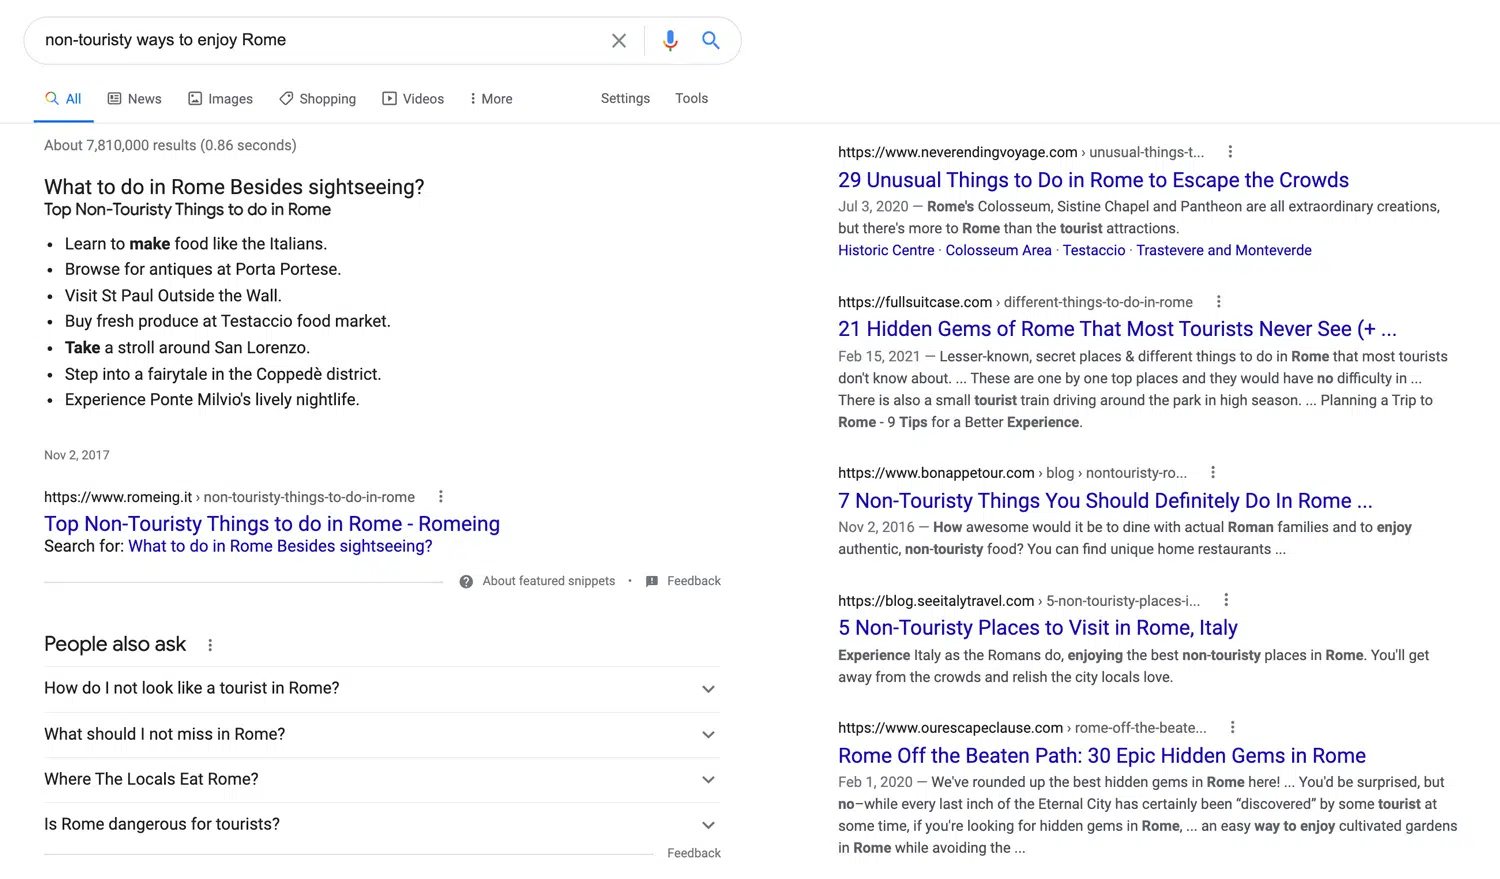 non-touristy ways to enjoy Rome
All News Images Shopping Videos More Settings Tools
About 7,810,000 results (0.86 seconds)
What to do in Rome Besides sightseeing?
Top Non-Touristy Things to do in Rome
• Learn to make food like the Italians.
• Browse for antiques at Porta Portese.
• Visit St Paul Outside the Wall.
• Buy fresh produce at Testaccio food market.
• Take a stroll around San Lorenzo.
• Step into a fairytale in the Coppedè district.
• Experience Ponte Milvio's lively nightlife.
Nov 2, 2017
https://www.romeing.it › non-touristy-things-to-do-in-rome
Top Non-Touristy Things to do in Rome - Romeing
Search for: What to do in Rome Besides sightseeing?
About featured snippets • Feedback
People also ask
How do I not look like a tourist in Rome?
What should I not miss in Rome?
Where The Locals Eat Rome?
Is Rome dangerous for tourists?
Feedback
https://www.neverendingvoyage.com › unusual-things-t...
29 Unusual Things to Do in Rome to Escape the Crowds
Jul 3, 2020 — Rome's Colosseum, Sistine Chapel and Pantheon are all extraordinary creations,
but there's more to Rome than the tourist attractions.
Historic Centre · Colosseum Area · Testaccio · Trastevere and Monteverde
https://fullsuitcase.com › different-things-to-do-in-rome
21 Hidden Gems of Rome That Most Tourists Never See (+ ...
Feb 15, 2021 — Lesser-known, secret places & different things to do in Rome that most tourists
don't know about. ... These are one by one top places and they would have no difficulty in ...
There is also a small tourist train driving around the park in high season. ... Planning a Trip to
Rome - 9 Tips for a Better Experience.
https://www.bonappetour.com › blog › nontouristy-ro...
7 Non-Touristy Things You Should Definitely Do In Rome ...
Nov 2, 2016 — How awesome would it be to dine with actual Roman families and to enjoy
authentic, non-touristy food? You can find unique home restaurants ...
https://blog.seeitalytravel.com › 5-non-touristy-places-i...
5 Non-Touristy Places to Visit in Rome, Italy
Experience Italy as the Romans do, enjoying the best non-touristy places in Rome. You'll get
away from the crowds and relish the city locals love.
https://www.ourescapeclause.com › rome-off-the-beate...
Rome Off the Beaten Path: 30 Epic Hidden Gems in Rome
Feb 1, 2020 — We've rounded up the best hidden gems in Rome here! ... You'd be surprised, but
no–while every last inch of the Eternal City has certainly been “discovered” by some tourist at
some time, if you're looking for hidden gems in Rome, ... an easy way to enjoy cultivated gardens
in Rome while avoiding the ...